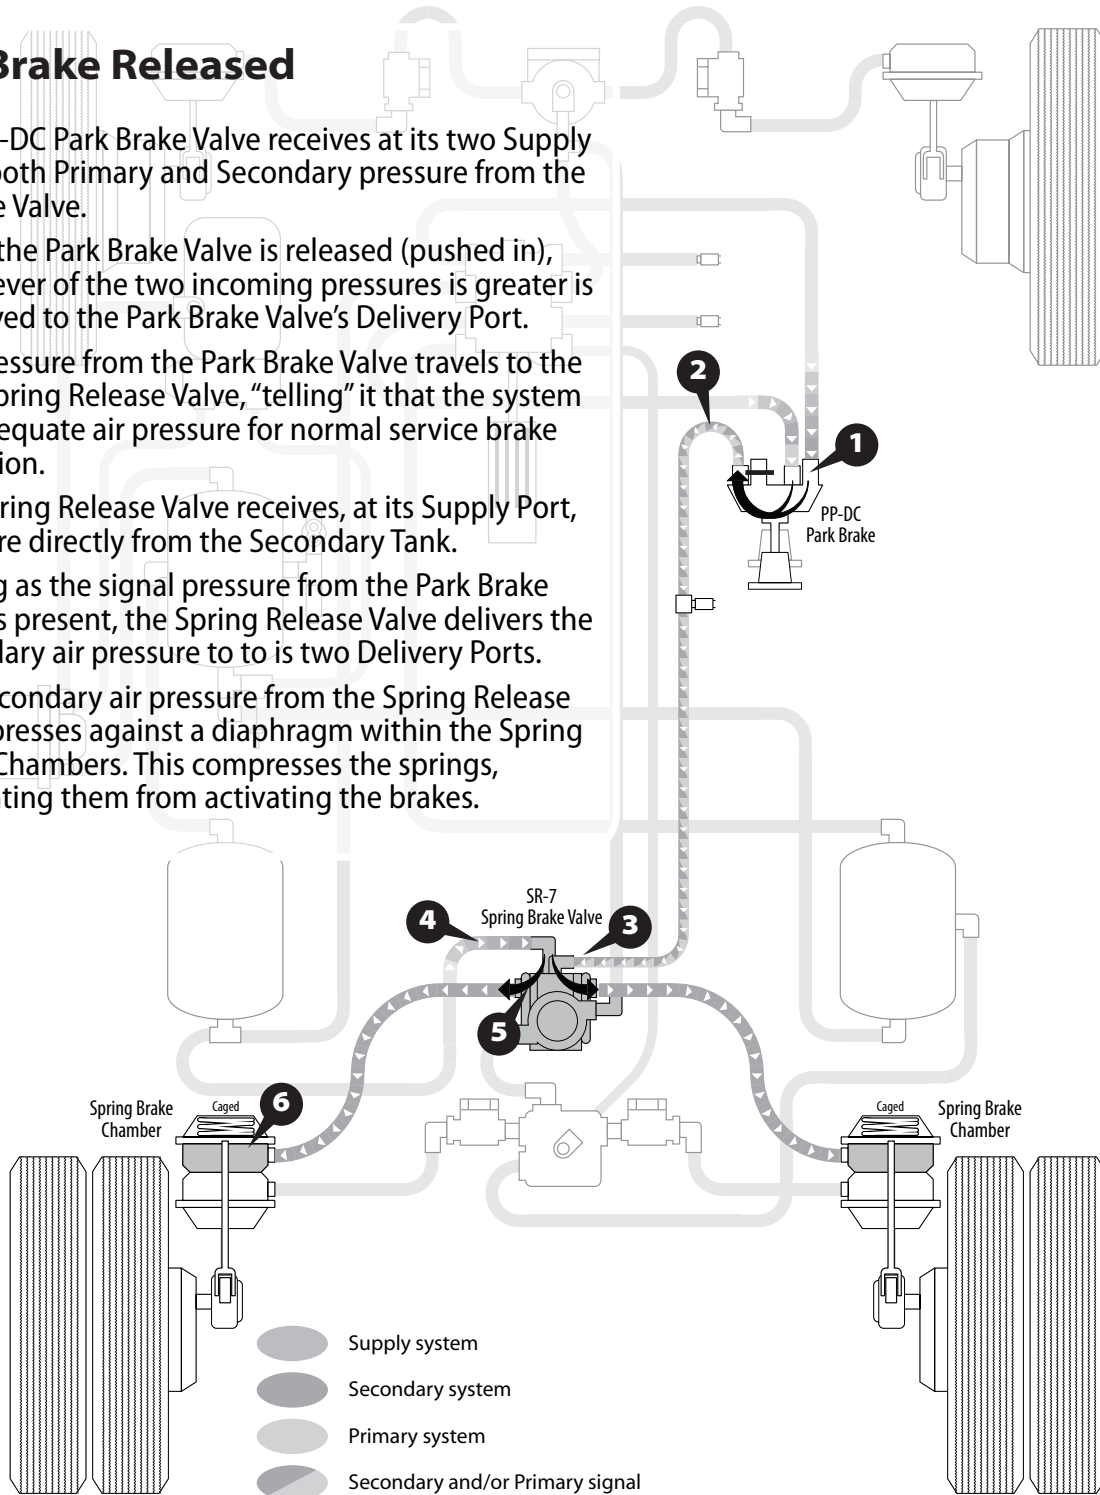 Brake Released
-DC Park Brake Valve receives at its two Supply
both Primary and Secondary pressure from the
e Valve.
the Park Brake Valve is released (pushed in),
ever of the two incoming pressures is greater is
ved to the Park Brake Valve’s Delivery Port.
essure from the Park Brake Valve travels to the
pring Release Valve, “telling” it that the system
equate air pressure for normal service brake
ion.
ring Release Valve receives, at its Supply Port,
re directly from the Secondary Tank.
g as the signal pressure from the Park Brake
s present, the Spring Release Valve delivers the
dary air pressure to to is two Delivery Ports.
condary air pressure from the Spring Release
presses against a diaphragm within the Spring
Chambers. This compresses the springs,
ting them from activating the brakes.
2
1
PP-DC
Park Brake
SR-7
Spring Brake Valve
4
3
5
6
Spring Brake
Chamber
Caged
Caged
Spring Brake
Chamber
Supply system
Secondary system
Primary system
Secondary and/or Primary signal